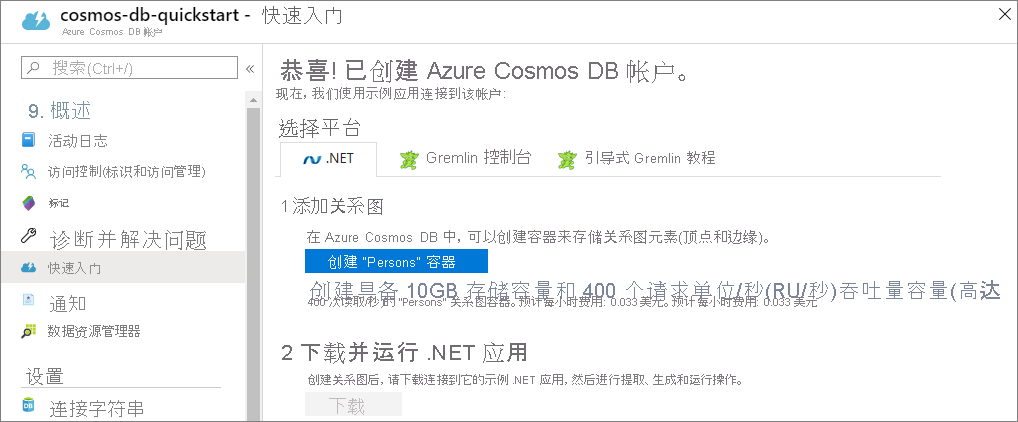 cosmos-db-quickstart - 快速入门
Azure Cosmos DB 帐户
搜索(Ctrl+/)
9. 概述
活动日志
访问控制(标识和访问管理)
标记
诊断并解决问题
快速入门
通知
数据资源管理器
设置
连接字符串
恭喜! 已创建 Azure Cosmos DB 帐户。
现在, 我们使用示例应用连接到该帐户:
选择平台
.NET
Gremlin 控制台
引导式 Gremlin 教程
1 添加关系图
在 Azure Cosmos DB 中, 可以创建容器来存储关系图元素(顶点和边缘)。
创建 "Persons" 容器
创建具备 10GB 存储容量和 400 个请求单位/秒(RU/秒)吞吐量容量(高达
400 次读取/秒)的 "Persons" 关系图容器。预计每小时费用: 0.033 美元。预计每小时费用: 0.033 美元
2 下载并运行 .NET 应用
创建关系图后, 请下载连接到它的示例 .NET 应用, 然后进行提取、生成和运行操作。
下载